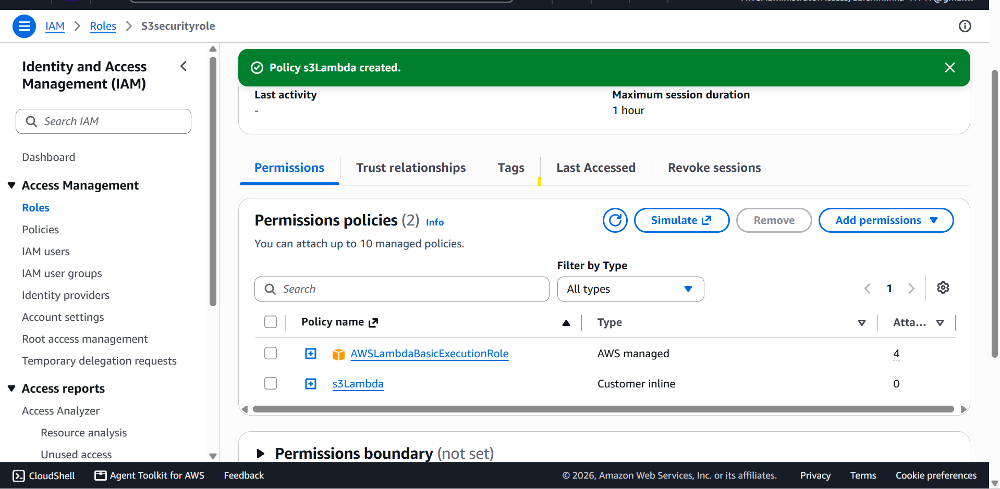 IAM > Roles > S3securityrole
Identity and Access
Management (IAM)
Search IAM
Dashboard
Access Management
Roles
Policies
IAM users
IAM user groups
Identity providers
Account settings
Root access management
Temporary delegation requests
Access reports
Access Analyzer
Resource analysis
Unused access
Policy s3Lambda created.
Last activity
-
Maximum session duration
1 hour
Permissions
Trust relationships
Tags
Last Accessed
Revoke sessions
Permissions policies (2) Info
Simulate
Remove
Add permissions
You can attach up to 10 managed policies.
Filter by Type
Search
All types
1
Policy name
Type
Atta...
AWSLambdaBasicExecutionRole
AWS managed
4
s3Lambda
Customer inline
0
Permissions boundary (not set)
CloudShell
Agent Toolkit for AWS
Feedback
© 2026, Amazon Web Services, Inc. or its affiliates.
Privacy
Terms
Cookie preferences